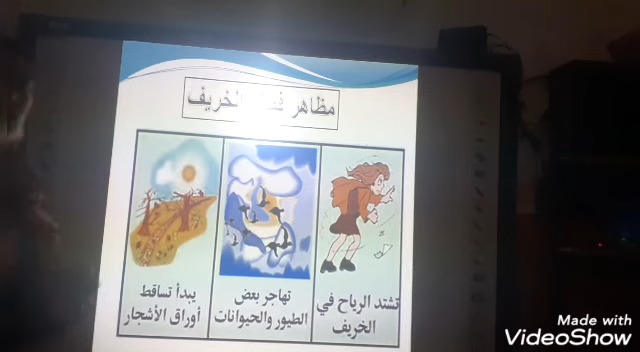 مظاهر الخريف
تشتد الرياح في
الخريف
تهاجر بعض
الطيور والحيوانات
يبدأ تساقط
أوراق الأشجار
Made with
VideoShow